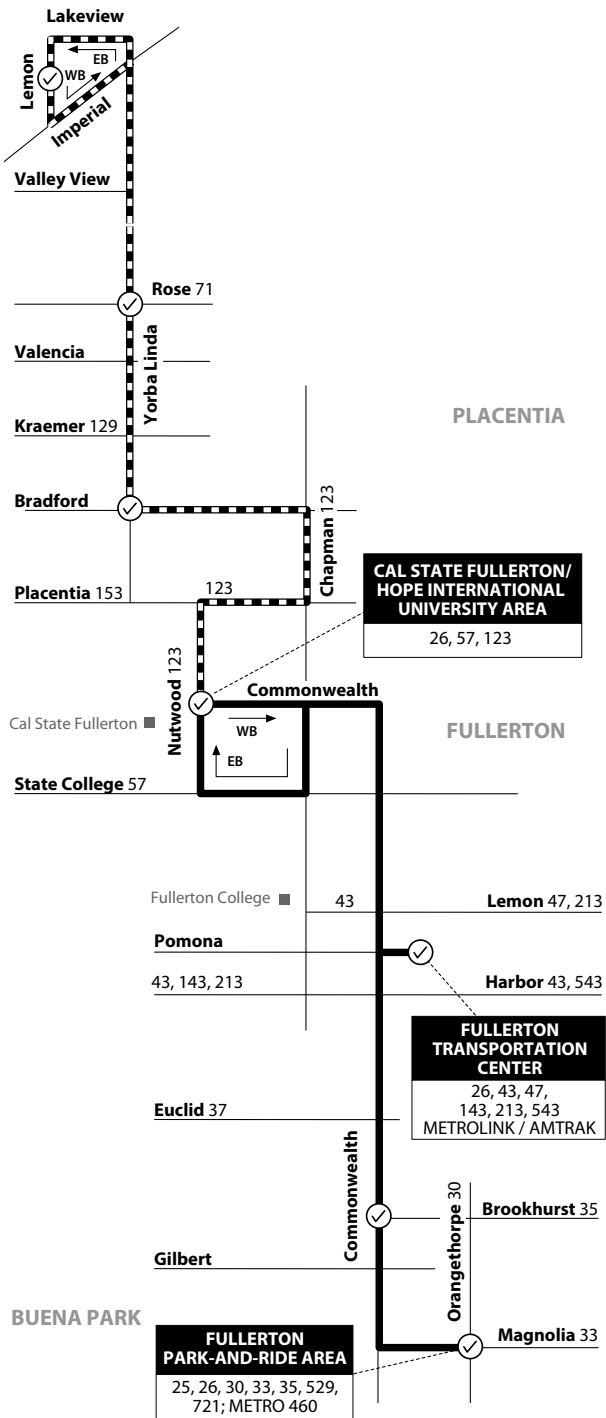 Lakeview
EB
WB
Lemon
Imperial
Valley View
Rose 71
Yorba Linda
Valencia
PLACENTIA
Kraemer 129
Bradford
Chapman 123
CAL STATE FULLERTON/
HOPE INTERNATIONAL
UNIVERSITY AREA
26, 57, 123
Placentia 153
123
Nutwood 123
Commonwealth
Cal State Fullerton
WB
FULLERTON
EB
State College 57
Fullerton College
43
Lemon 47, 213
Pomona
43, 143, 213
Harbor 43, 543
FULLERTON
TRANSPORTATION
CENTER
26, 43, 47,
143, 213, 543
METROLINK / AMTRAK
Euclid 37
Commonwealth
Orangethorpe 30
Brookhurst 35
Gilbert
BUENA PARK
Magnolia 33
FULLERTON
PARK-AND-RIDE AREA
25, 26, 30, 33, 35, 529,
721; METRO 460